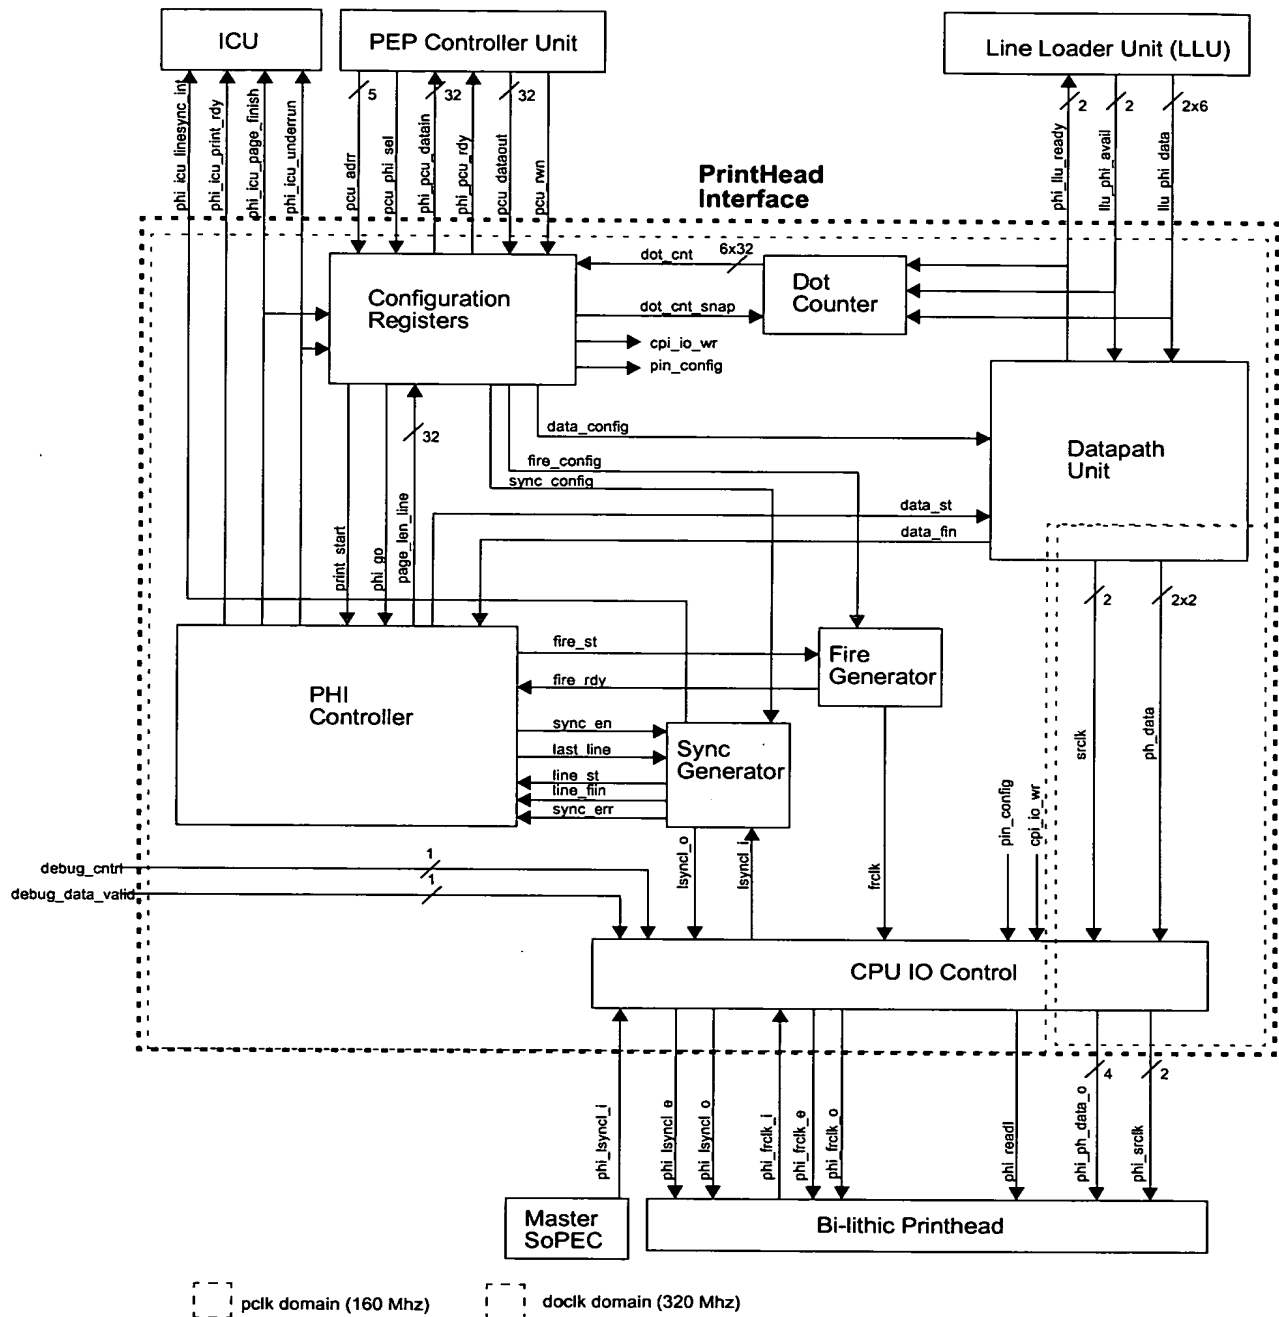 ICU
PEP Controller Unit
Line Loader Unit (LLU)
phi_icu_linesync_int
phi_icu_print_rdy
phi_icu_page_finish
phi_icu_underrun
5
32
32
pcu_adrr
pcu_phi_sel
phi_pcu_datain
phi_pcu_rdy
pcu_dataout
pcu_rwn
2
2
2x6
phi_llu_ready
llu_phi_avail
llu_phi_data
PrintHead
Interface
Configuration
Registers
dot_cnt
6x32
dot_cnt_snap
Dot
Counter
cpi_io_wr
pin_config
32
data_config
fire_config
sync_config
data_st
data_fin
Datapath
Unit
print_start
phi_go
page_len_line
2
2x2
srclk
ph_data
PHI
Controller
fire_st
fire_rdy
Fire
Generator
sync_en
last_line
line_st
line_fiin
sync_err
Sync
Generator
lsyncl_o
lsyncl_i
frclk
pin_config
cpi_io_wr
debug_cntrl
1
debug_data_valid
1
CPU IO Control
phi_lsyncl_i
phi_lsyncl_e
phi_lsyncl_o
phi_frclk_i
phi_frclk_e
phi_frclk_o
phi_readl
4
phi_ph_data_o
2
phi_srclk
Master
SoPEC
Bi-lithic Printhead
pclk domain (160 Mhz)
doclk domain (320 Mhz)